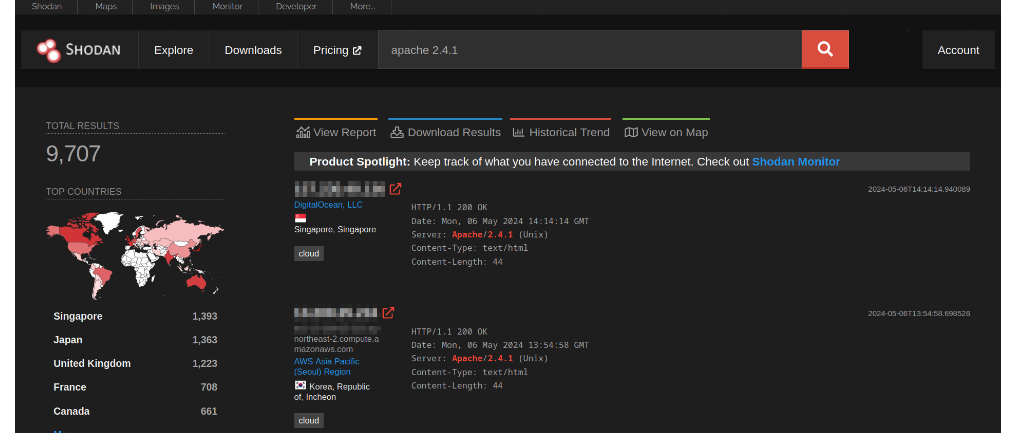 Shodan
Maps
Images
Monitor
Developer
More...
SHODAN
Explore
Downloads
Pricing
apache 2.4.1
Account
TOTAL RESULTS
9,707
TOP COUNTRIES
Singapore 1,393
Japan 1,363
United Kingdom 1,223
France 708
Canada 661
View Report
Download Results
Historical Trend
View on Map
Product Spotlight: Keep track of what you have connected to the Internet. Check out Shodan Monitor
2024-05-06T14:14:14.940089
DigitalOcean, LLC
Singapore, Singapore
cloud
HTTP/1.1 200 OK
Date: Mon, 06 May 2024 14:14:14 GMT
Server: Apache/2.4.1 (Unix)
Content-Type: text/html
Content-Length: 44
2024-05-06T13:54:58.698526
northeast-2.compute.a
mazonaws.com
AWS Asia Pacific
(Seoul) Region
Korea, Republic
of, Incheon
cloud
HTTP/1.1 200 OK
Date: Mon, 06 May 2024 13:54:58 GMT
Server: Apache/2.4.1 (Unix)
Content-Type: text/html
Content-Length: 44